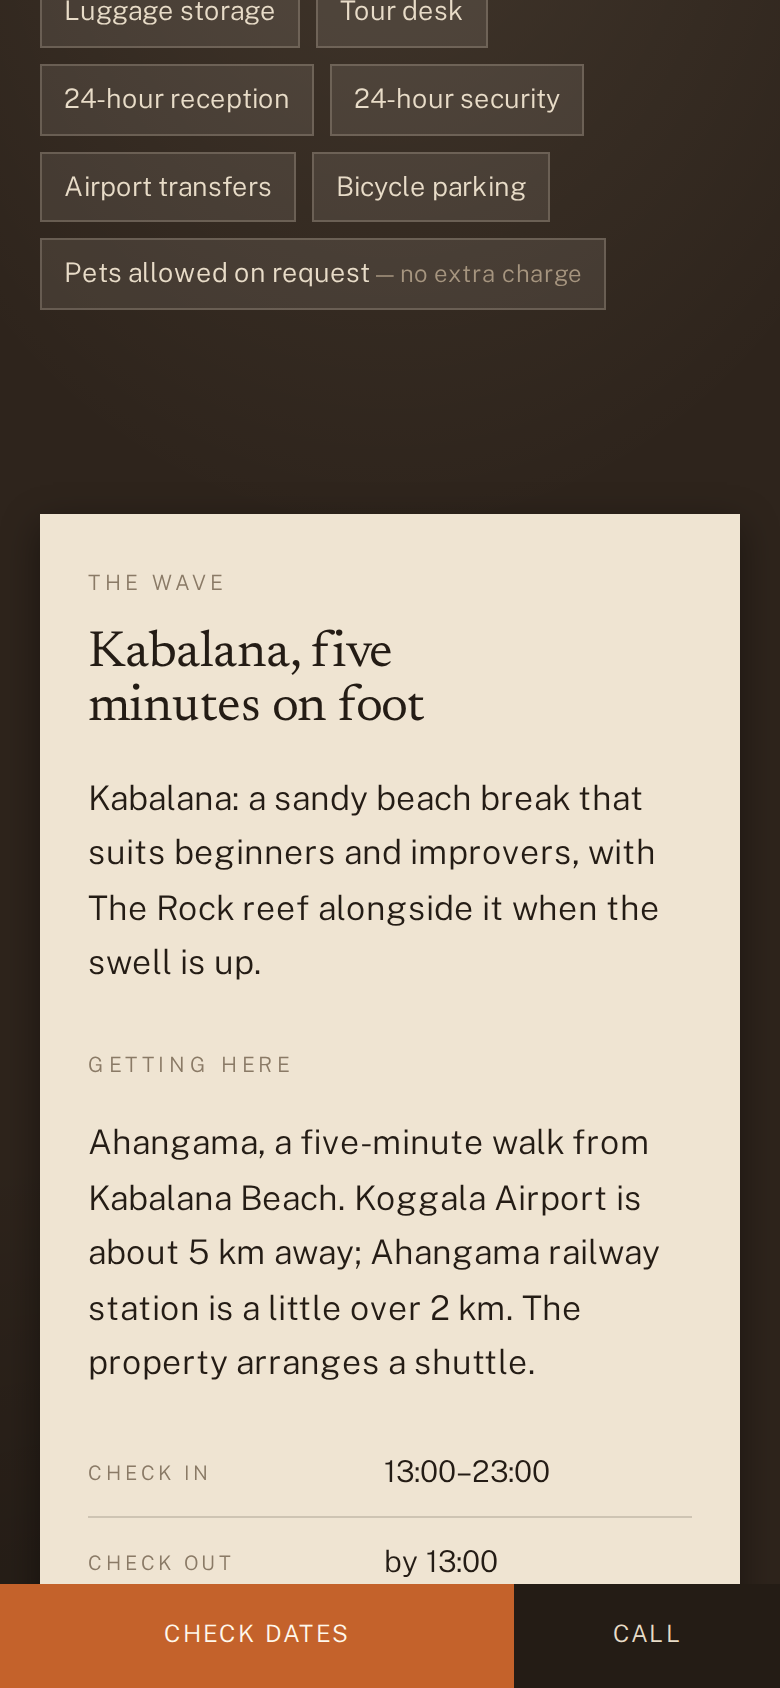 Luggage storage
Tour desk
24-hour reception
24-hour security
Airport transfers
Bicycle parking
Pets allowed on request — no extra charge
THE WAVE
Kabalana, five
minutes on foot
Kabalana: a sandy beach break that
suits beginners and improvers, with
The Rock reef alongside it when the
swell is up.
GETTING HERE
Ahangama, a five-minute walk from
Kabalana Beach. Koggala Airport is
about 5 km away; Ahangama railway
station is a little over 2 km. The
property arranges a shuttle.
CHECK IN 13:00–23:00
CHECK OUT by 13:00
CHECK DATES
CALL